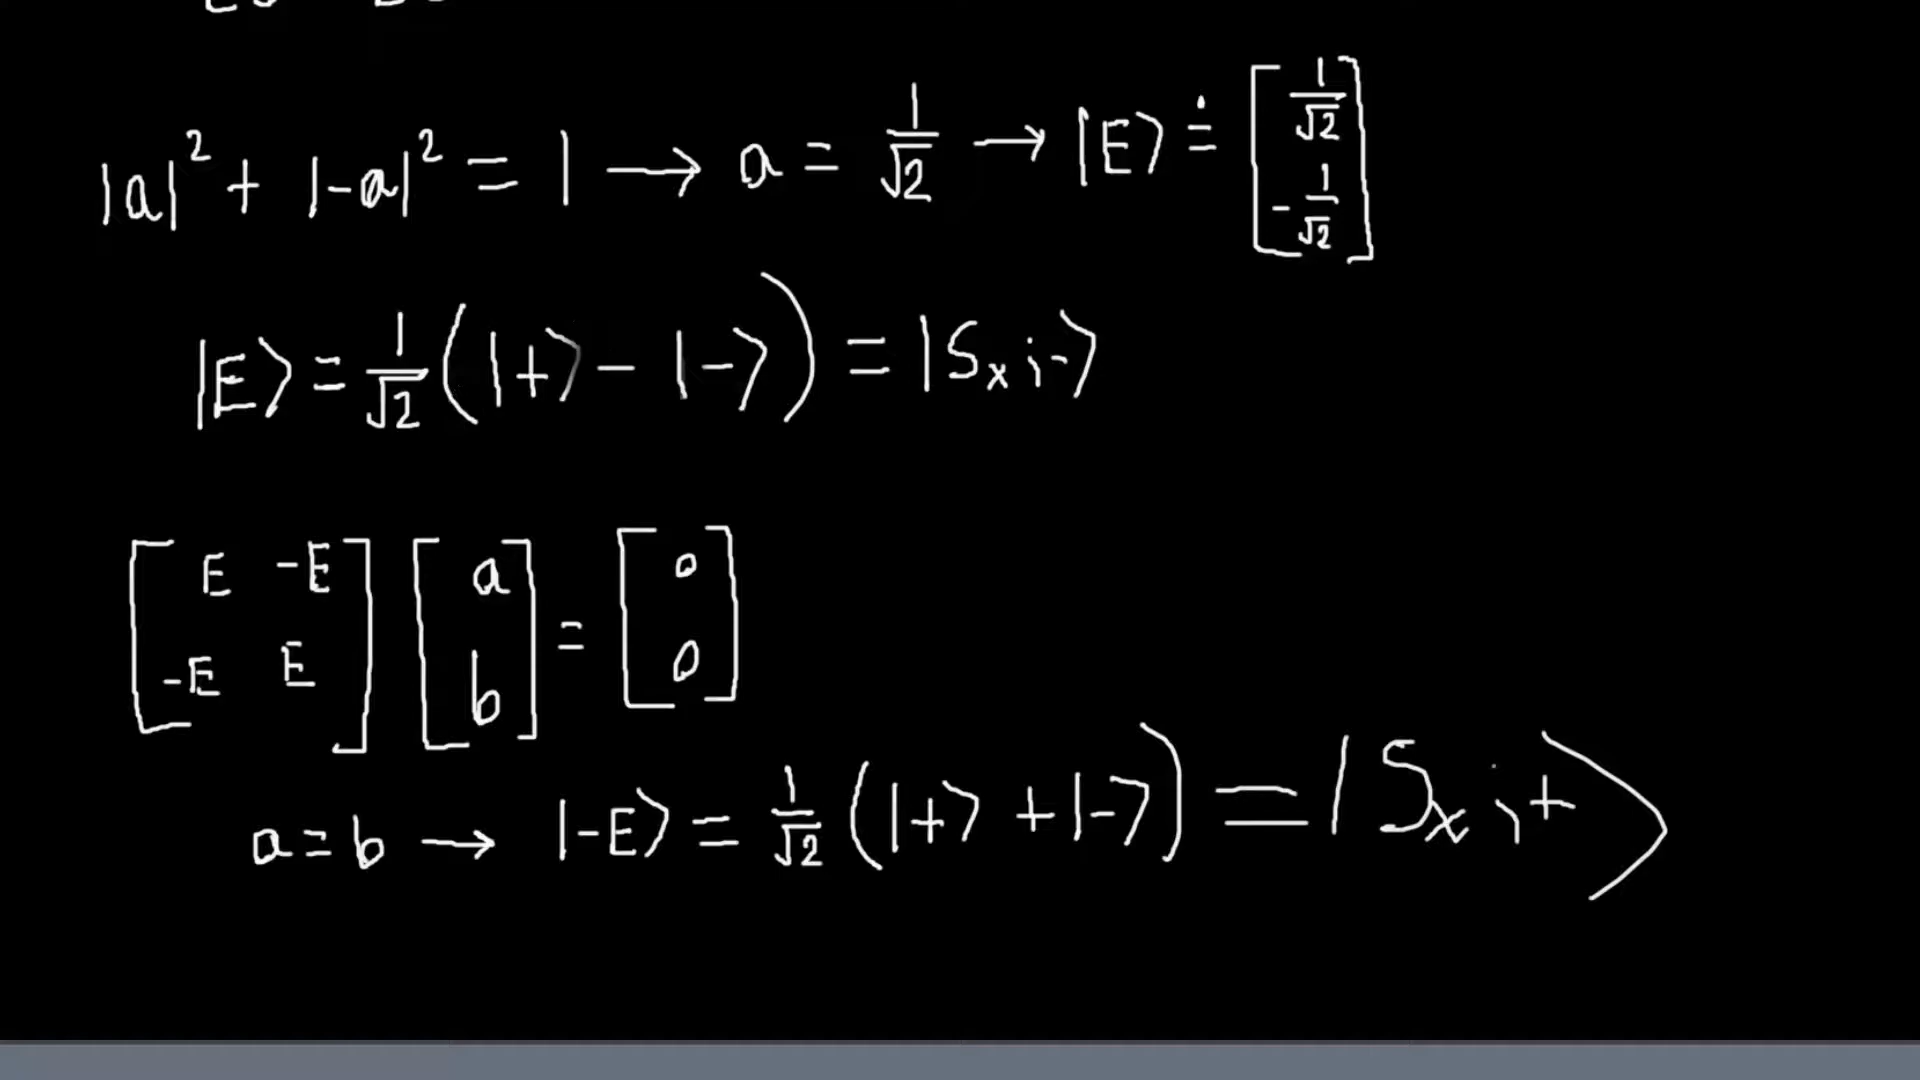 |a|² + |-a|² = 1 → a = 1/√2 → |E⟩ ≐ [1/√2 -1/√2]
|E⟩ = 1/√2 (|+⟩ - |-⟩) = |Sx;-⟩
[E -E -E E] [a b] = [0 0]
a = b → |-E⟩ = 1/√2 (|+⟩ + |-⟩) = |Sx;+⟩